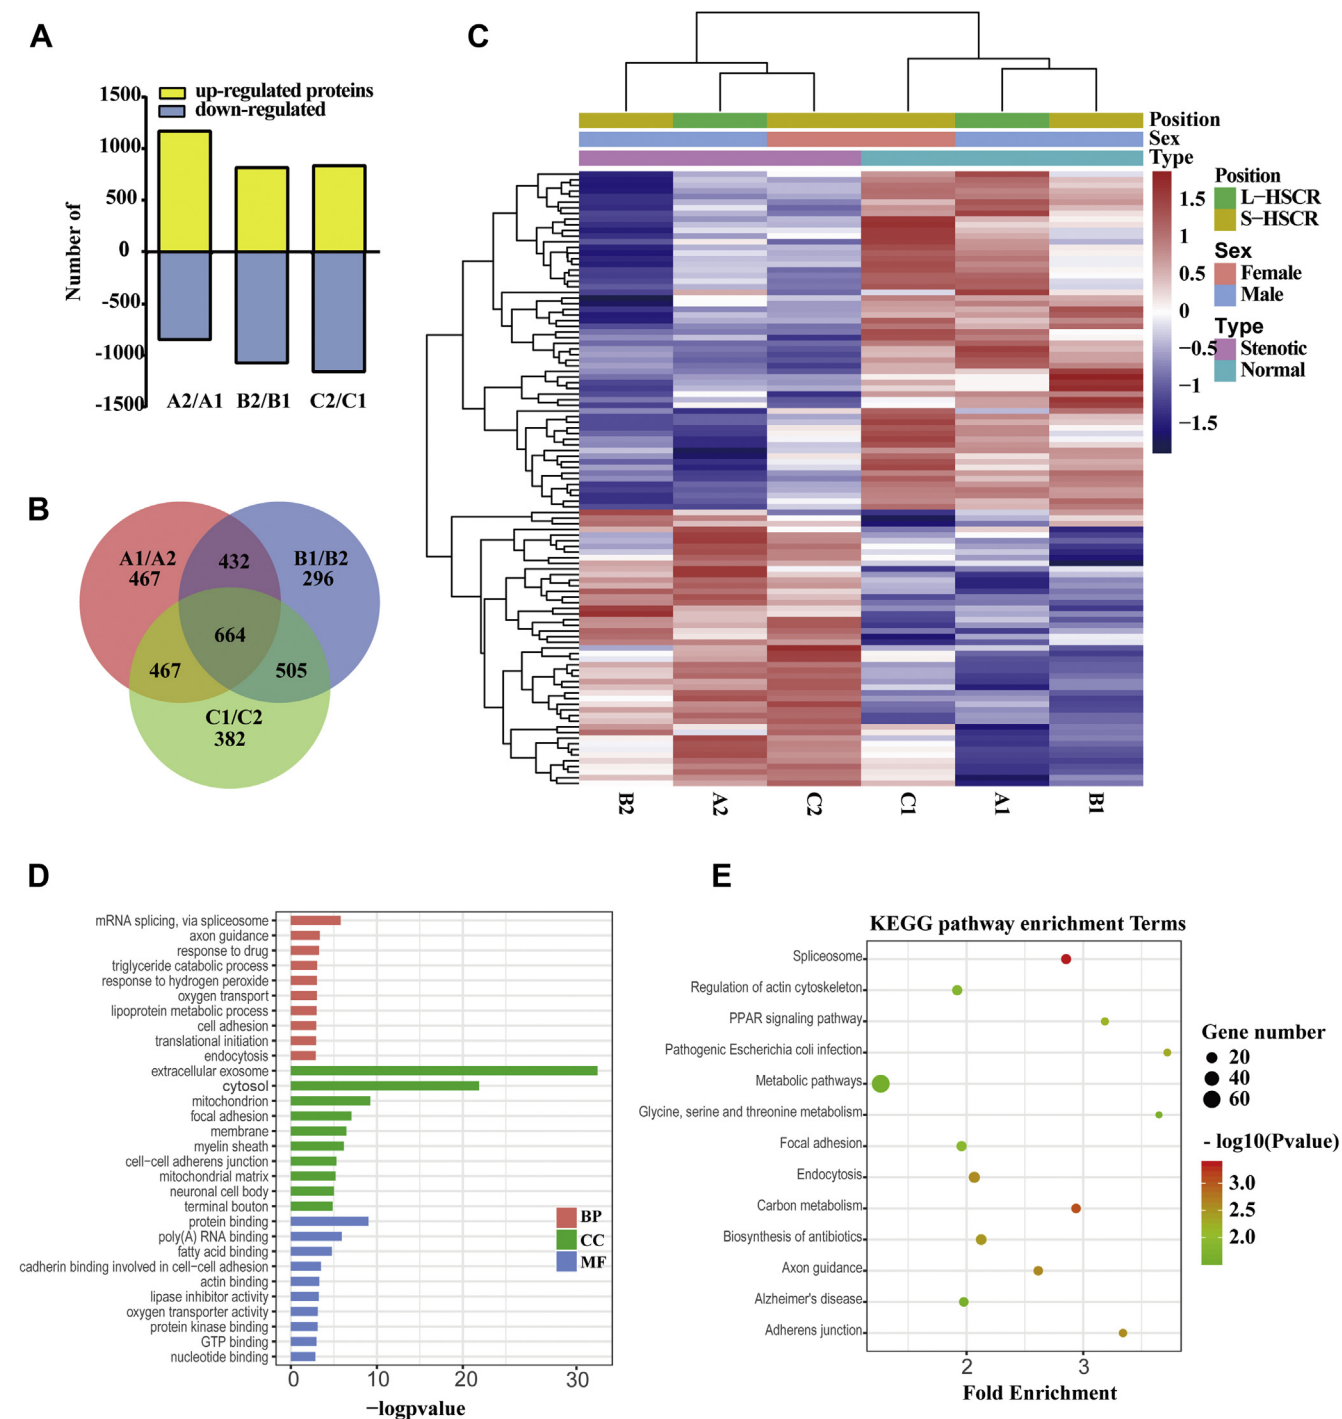 A
1500
1000
500
0
-500
-1000
-1500
Number of
up-regulated proteins
down-regulated
A2/A1 B2/B1 C2/C1
B
A1/A2
467
432
B1/B2
296
664
467
505
C1/C2
382
C
Position
Sex
Type
1.5
1
0.5
0
−0.5
−1
−1.5
Position
L−HSCR
S−HSCR
Sex
Female
Male
Type
Stenotic
Normal
B2 A2 C2 C1 A1 B1
D
mRNA splicing, via spliceosome
axon guidance
response to drug
triglyceride catabolic process
response to hydrogen peroxide
oxygen transport
lipoprotein metabolic process
cell adhesion
translational initiation
endocytosis
extracellular exosome
cytosol
mitochondrion
focal adhesion
membrane
myelin sheath
cell−cell adherens junction
mitochondrial matrix
neuronal cell body
terminal bouton
protein binding
poly(A) RNA binding
fatty acid binding
cadherin binding involved in cell−cell adhesion
actin binding
lipase inhibitor activity
oxygen transporter activity
protein kinase binding
GTP binding
nucleotide binding
0 10 20 30
−logpvalue
BP
CC
MF
E
KEGG pathway enrichment Terms
Spliceosome
Regulation of actin cytoskeleton
PPAR signaling pathway
Pathogenic Escherichia coli infection
Metabolic pathways
Glycine, serine and threonine metabolism
Focal adhesion
Endocytosis
Carbon metabolism
Biosynthesis of antibiotics
Axon guidance
Alzheimer's disease
Adherens junction
2 3
Fold Enrichment
Gene number
20
40
60
- log10(Pvalue)
3.0
2.5
2.0